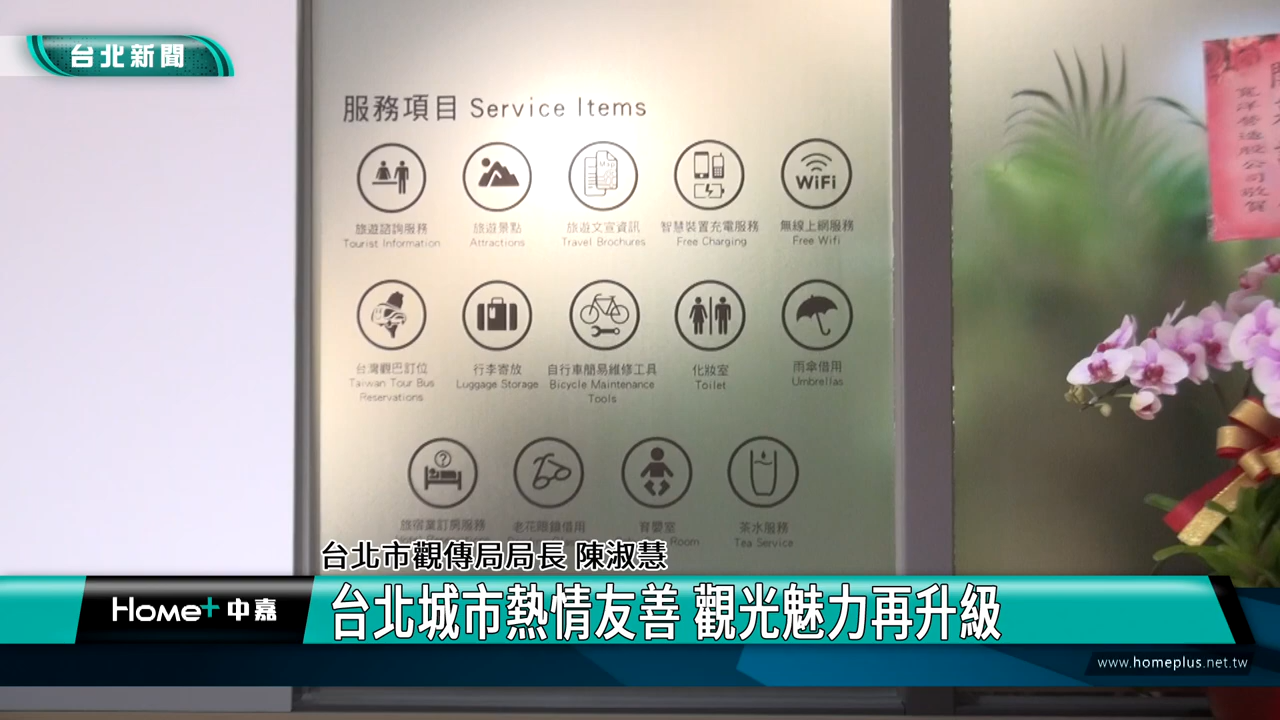 台北新聞
服務項目 Service Items
WiFi
旅遊諮詢服務
Tourist Information
旅遊景點
Attractions
旅遊文宣資訊
Travel Brochures
智慧裝置充電服務
Free Charging
無線上網服務
Free Wifi
台灣觀巴訂位
Taiwan Tour Bus
Reservations
行李寄放
Luggage Storage
自行車簡易維修工具
Bicycle Maintenance
Tools
化妝室
Toilet
雨傘借用
Umbrellas
旅宿業訂房服務
老花眼鏡借用
育嬰室
Room
茶水服務
Tea Service
台北市觀傳局局長 陳淑慧
Home+ 中嘉
台北城市熱情友善 觀光魅力再升級
www.homeplus.net.tw